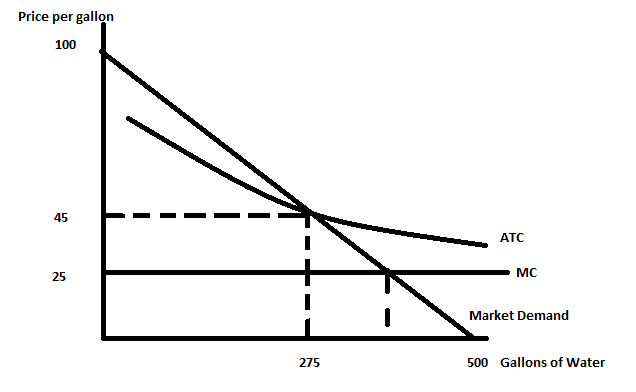 Price per gallon
100
45
ATC
25
MC
Market Demand
275
500
Gallons of Water